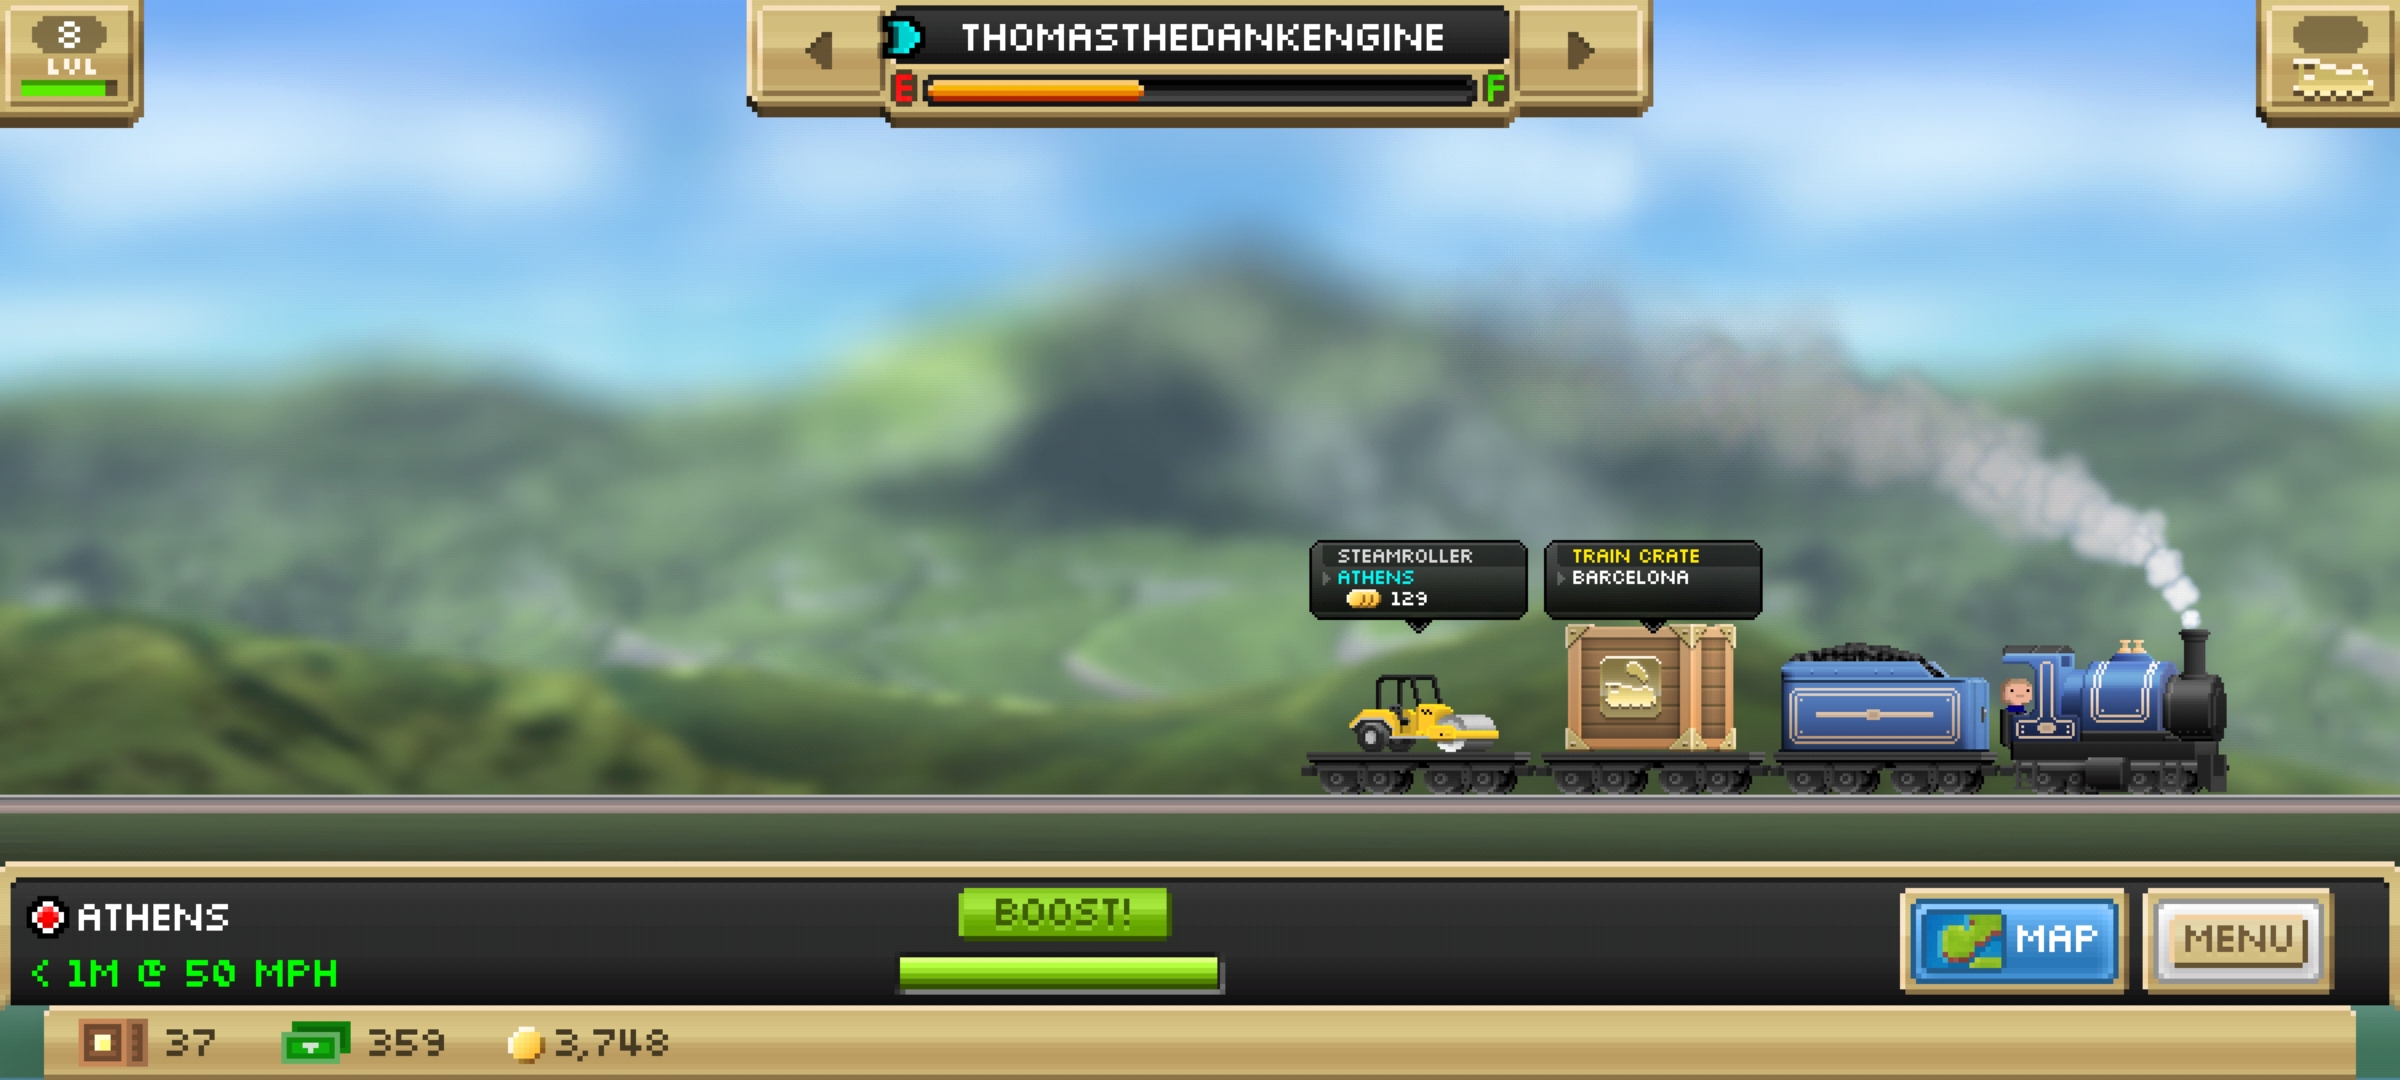 8
LVL
THOMASTHEDANKENGINE
E
F
STEAMROLLER
ATHENS
129
TRAIN CRATE
BARCELONA
ATHENS
< 1M @ 50 MPH
BOOST!
MAP
MENU
37
359
3,748